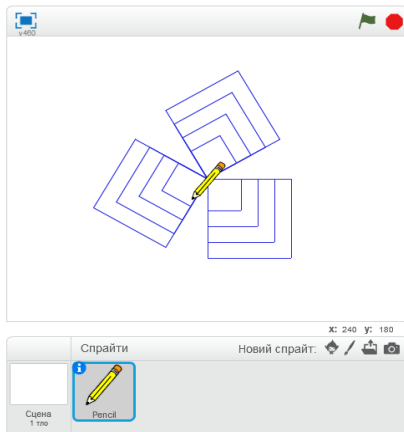 v460
x: 240 y: 180
Спрайти Новий спрайт:
Сцена
1 тло
Pencil